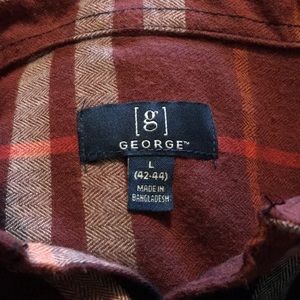 [g]
GEORGE™
L
(42-44)
MADE IN
BANGLADESH